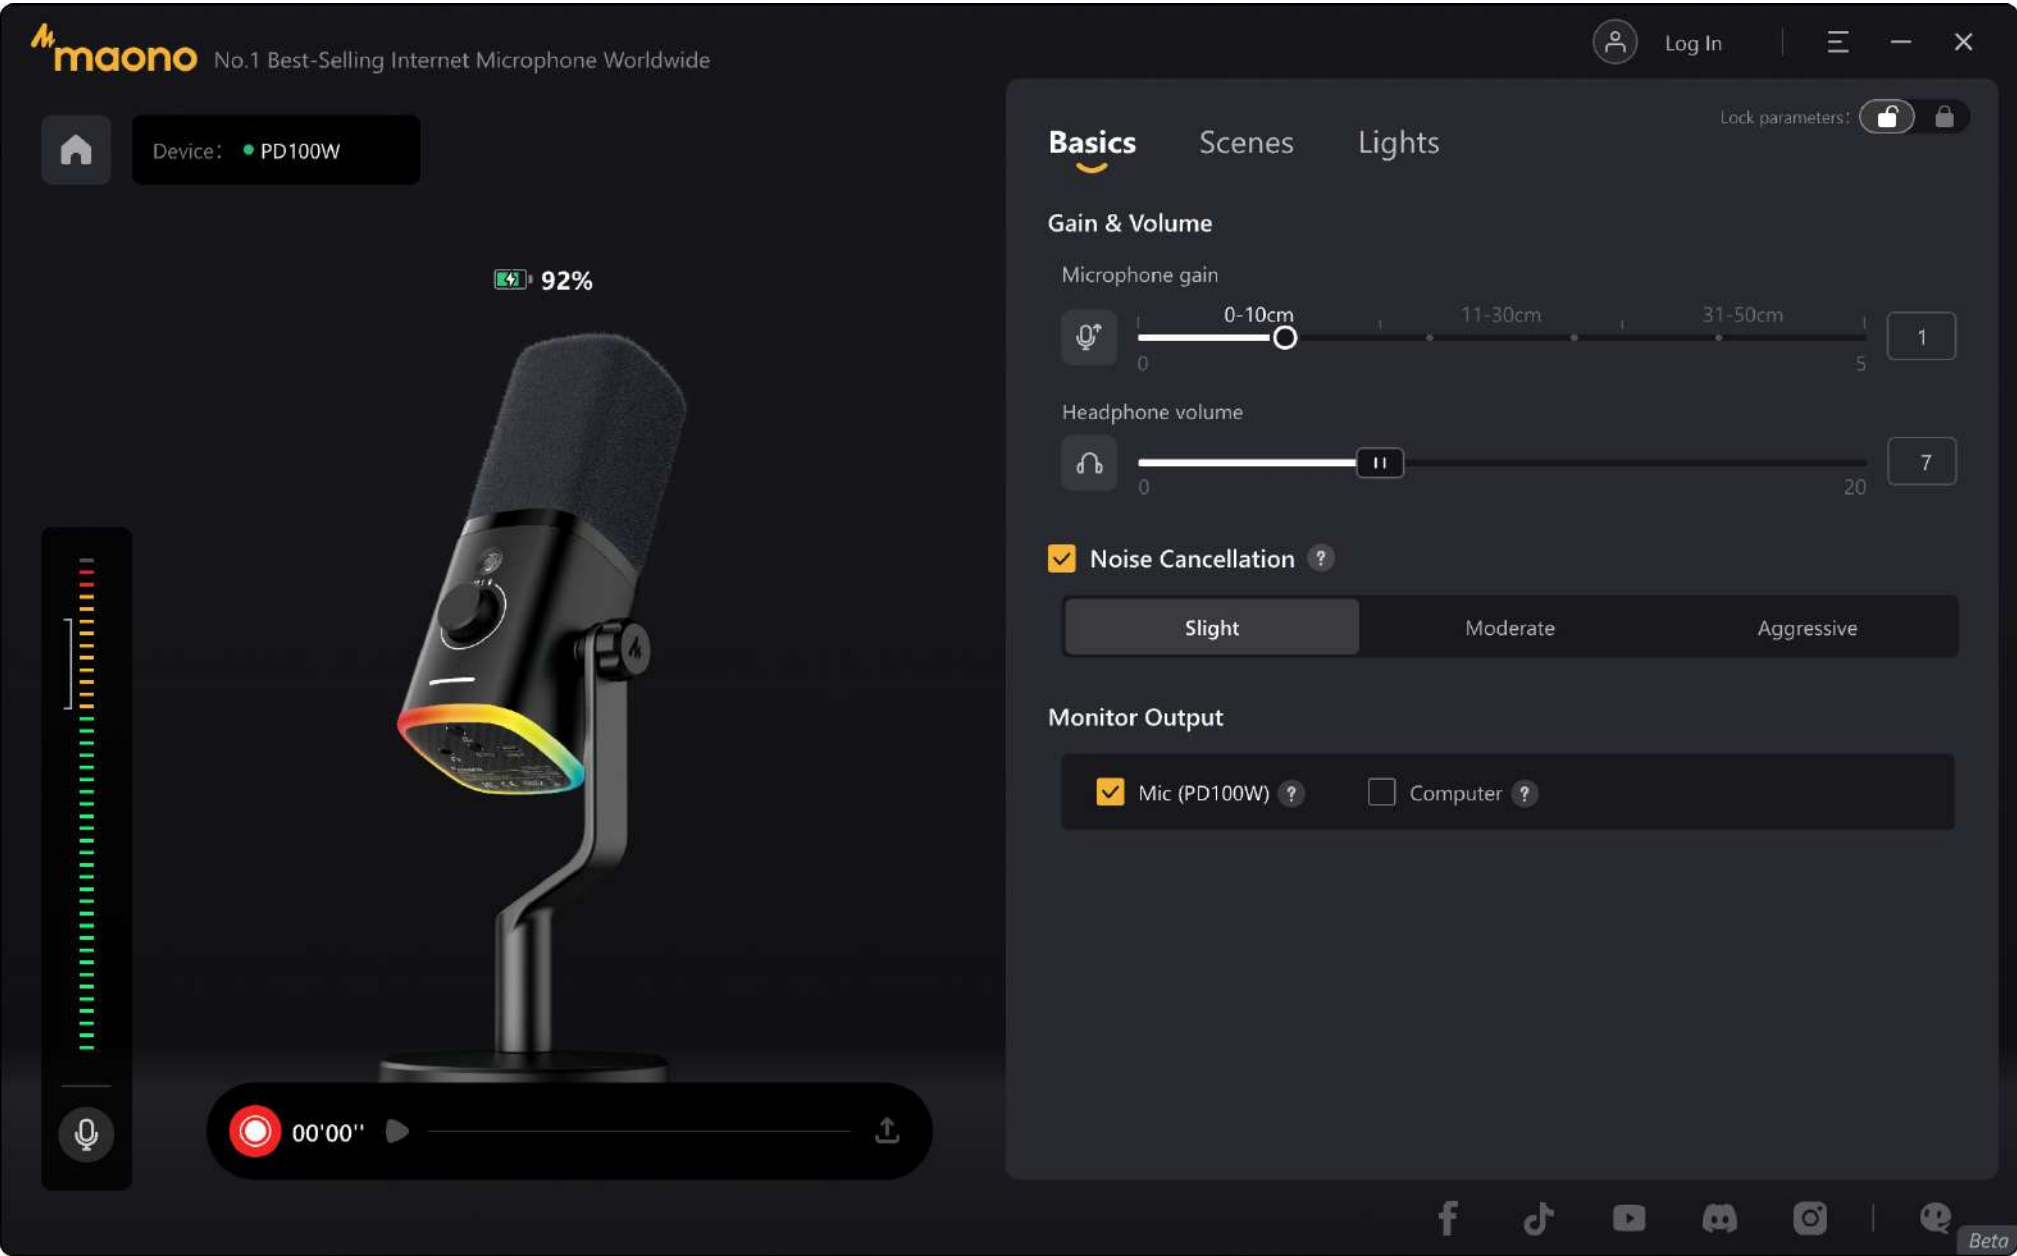 maono No.1 Best-Selling Internet Microphone Worldwide
Log In
Device: PD100W
Lock parameters:
Basics Scenes Lights
92%
Gain & Volume
Microphone gain
0-10cm 11-30cm 31-50cm
1
0 5
Headphone volume
7
0 20
Noise Cancellation ?
Slight Moderate Aggressive
Monitor Output
Mic (PD100W) ? Computer ?
00'00''
Beta